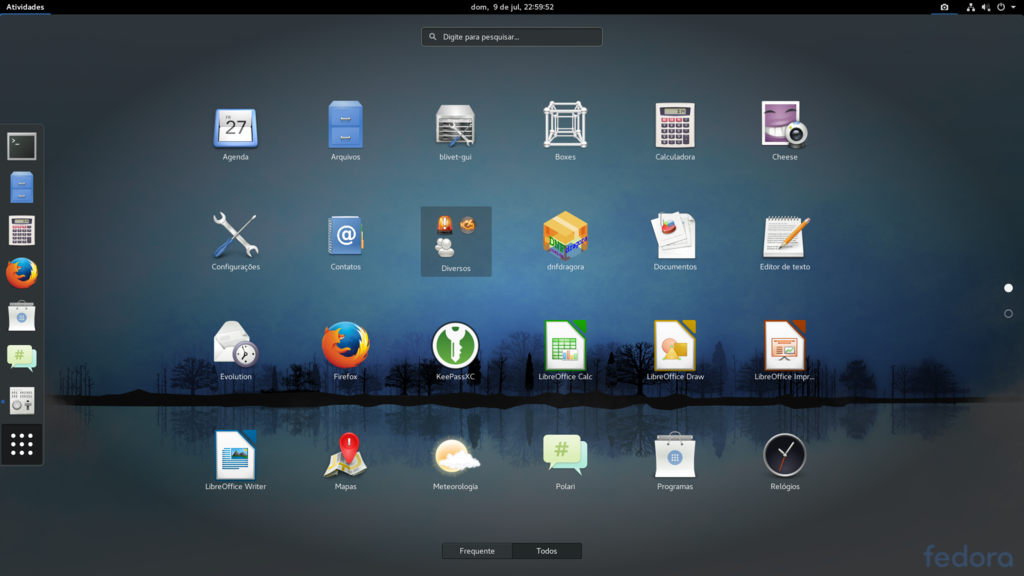 Atividades
dom, 9 de jul, 22:59:52
Digite para pesquisar...
27
Agenda
Arquivos
blivet-gui
Boxes
Calculadora
Cheese
Configurações
@
Contatos
Diversos
dnfdragora
Documentos
Editor de texto
Evolution
Firefox
KeePassXC
LibreOffice Calc
LibreOffice Draw
LibreOffice Impr...
#
LibreOffice Writer
Mapas
Meteorologia
#
Polari
Programas
Relógios
Frequente
Todos
fedora